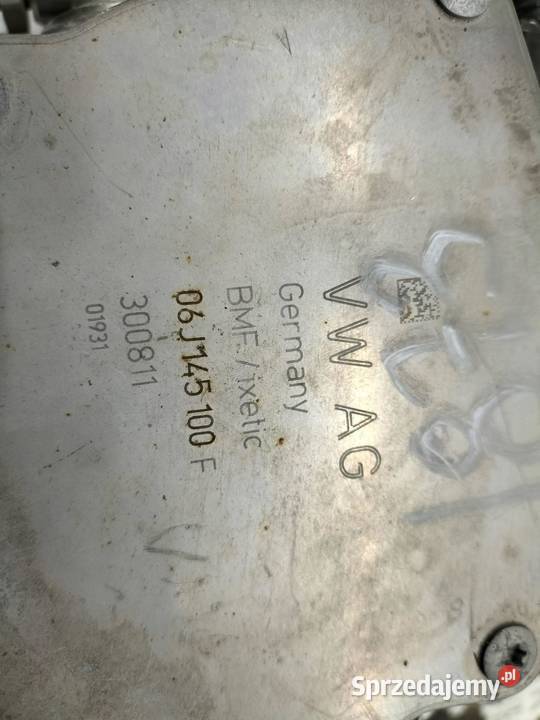 VW AG
Germany
BMF / ixetic
06J 145 100 F
300811
01931
Sprzedajemy.pl